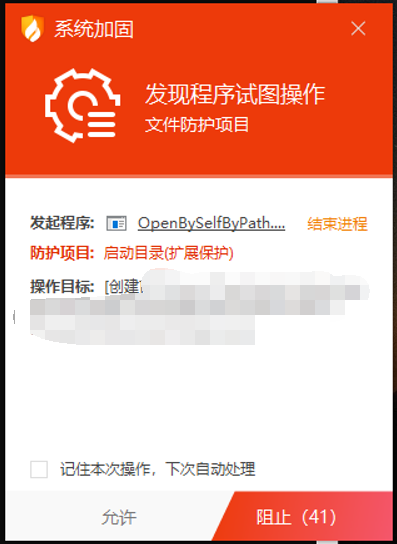 系统加固
发现程序试图操作
文件防护项目
发起程序: OpenBySelfByPath.... 结束进程
防护项目: 启动目录(扩展保护)
操作目标: [创建
记住本次操作，下次自动处理
允许 阻止（41）